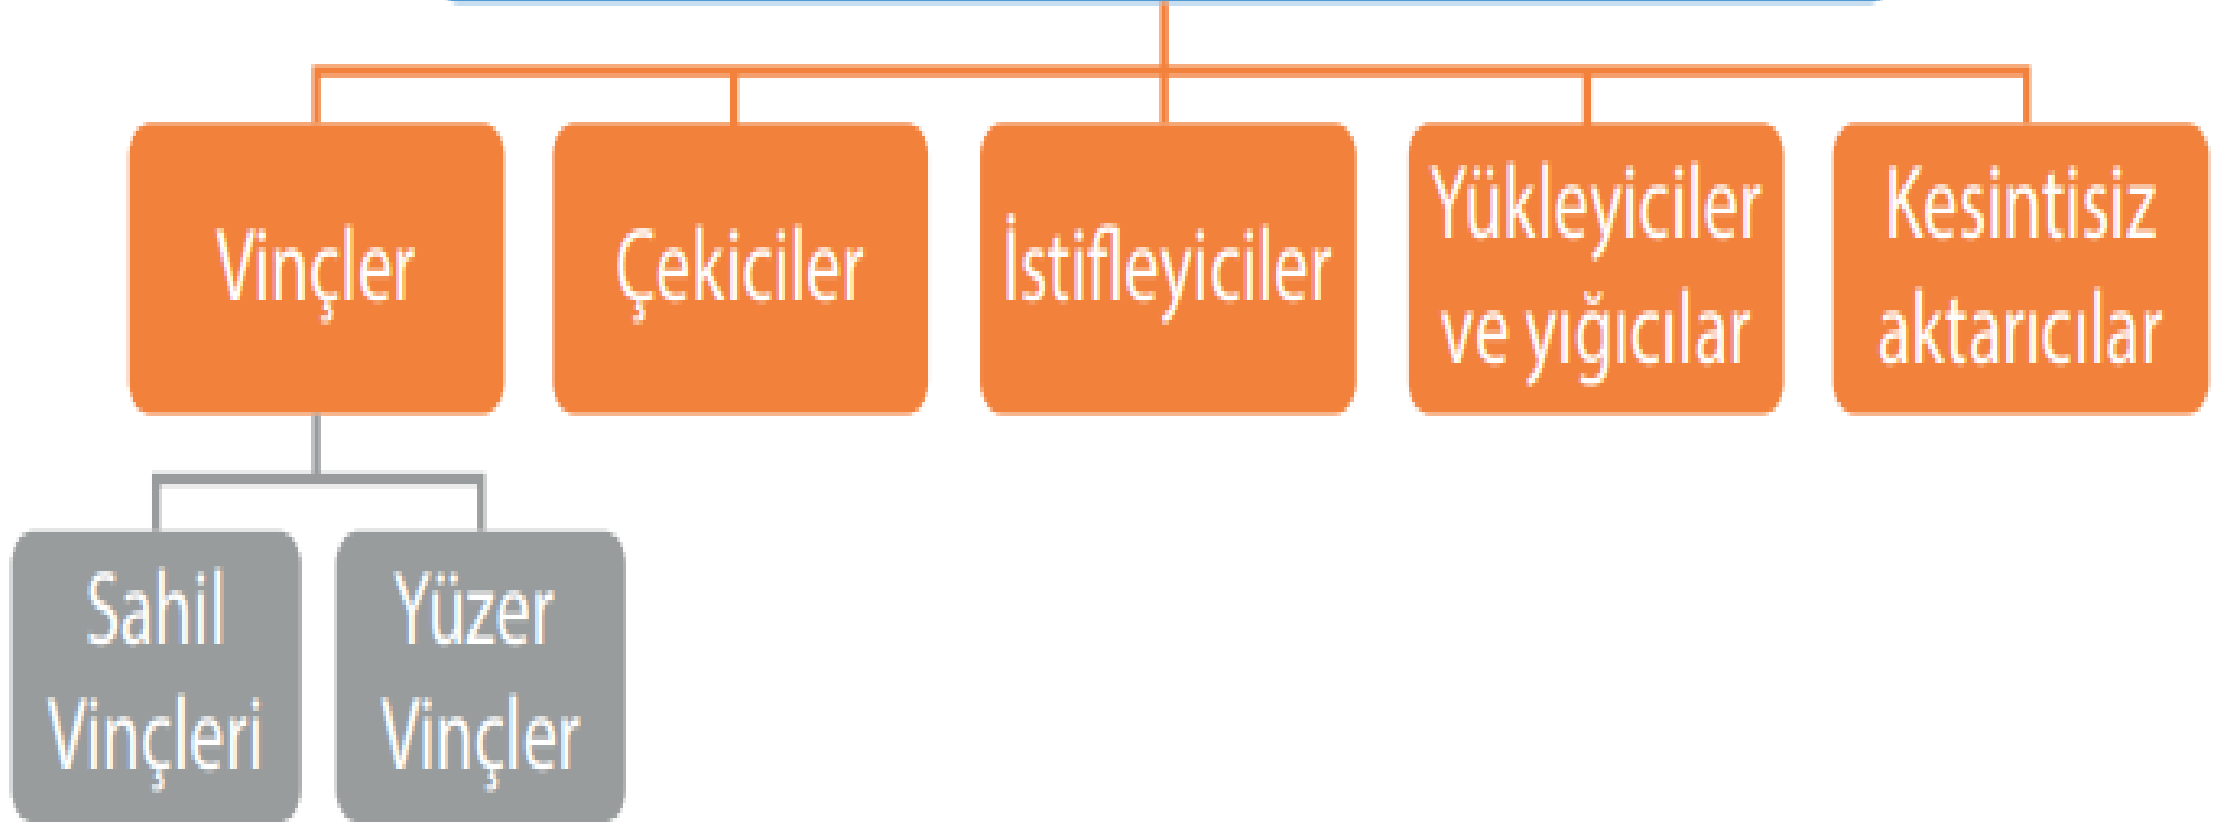 Vinçler
Çekiciler
İstifleyiciler
Yükleyiciler
ve yığıcılar
Kesintisiz
aktarıcılar
Sahil
Vinçleri
Yüzer
Vinçler